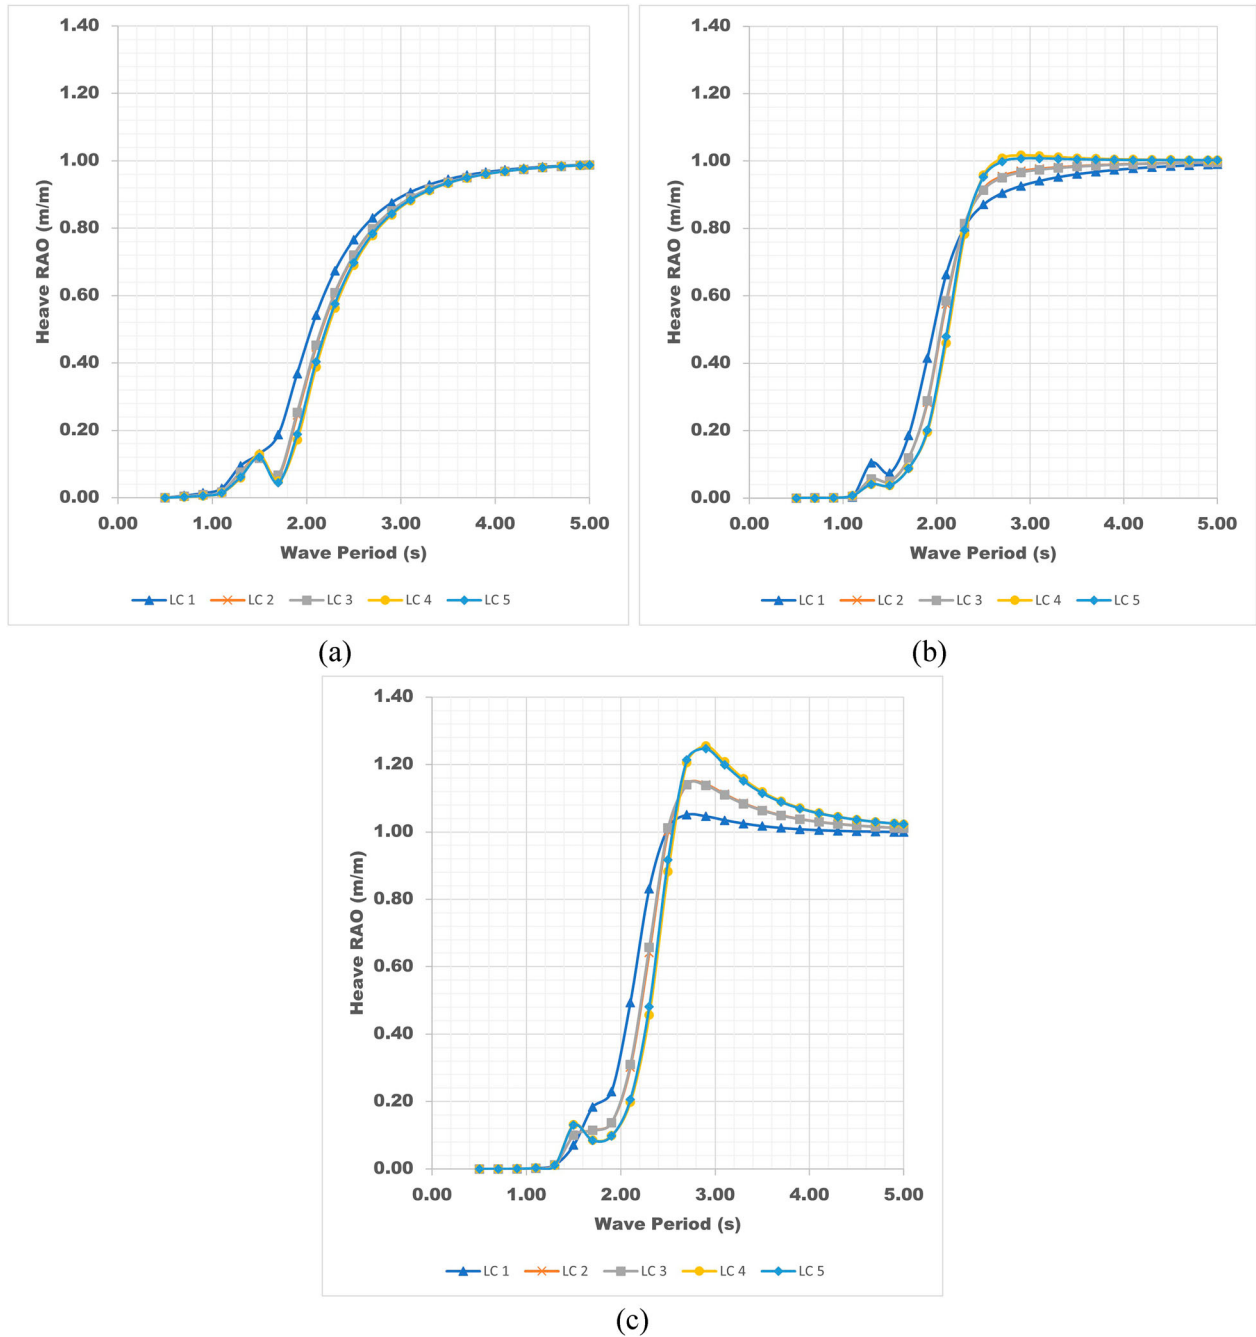 1.40
1.20
1.00
0.80
0.60
0.40
0.20
0.00
Heave RAO (m/m)
0.00 1.00 2.00 3.00 4.00 5.00
Wave Period (s)
LC 1 LC 2 LC 3 LC 4 LC 5
(a)
1.40
1.20
1.00
0.80
0.60
0.40
0.20
0.00
Heave RAO (m/m)
0.00 1.00 2.00 3.00 4.00 5.00
Wave Period (s)
LC 1 LC 2 LC 3 LC 4 LC 5
(b)
1.40
1.20
1.00
0.80
0.60
0.40
0.20
0.00
Heave RAO (m/m)
0.00 1.00 2.00 3.00 4.00 5.00
Wave Period (s)
LC 1 LC 2 LC 3 LC 4 LC 5
(c)